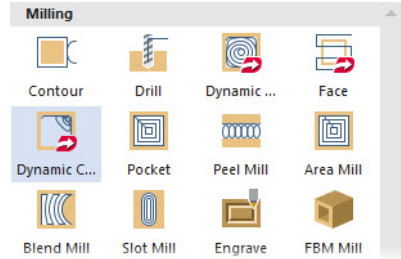 Milling
Contour Drill Dynamic ... Face
Dynamic C... Pocket Peel Mill Area Mill
Blend Mill Slot Mill Engrave FBM Mill